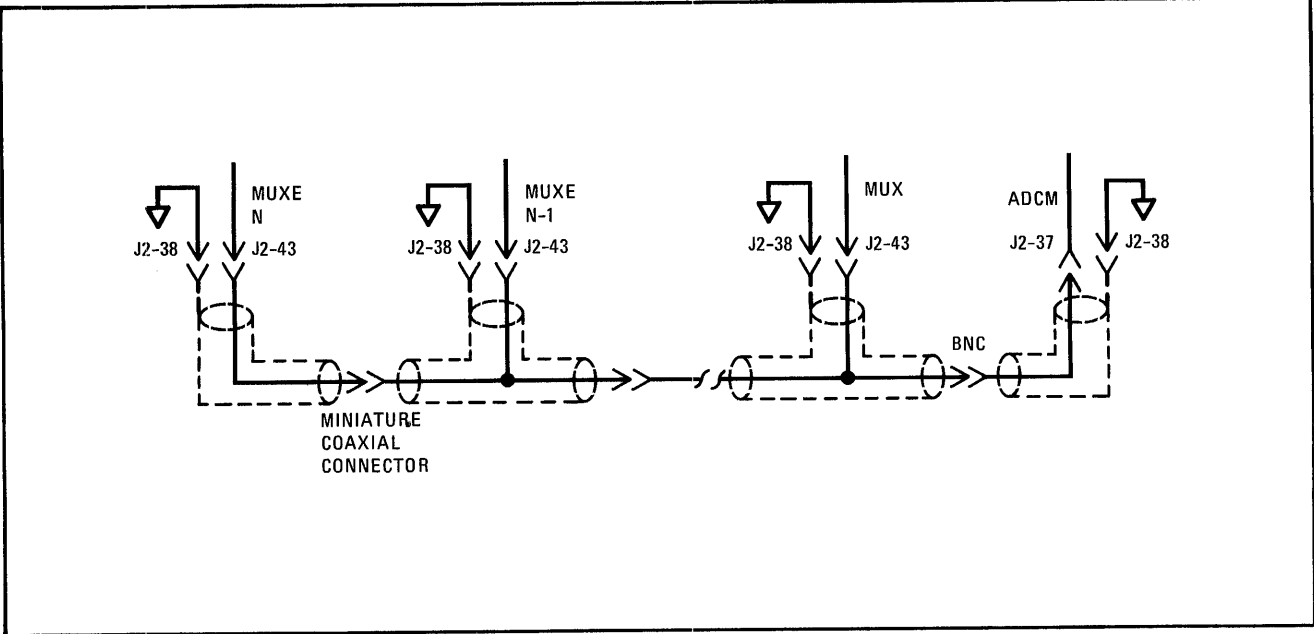 MUXE
N
J2-38
J2-43
MUXE
N-1
J2-38
J2-43
MUX
J2-38
J2-43
ADCM
J2-37
J2-38
BNC
MINIATURE
COAXIAL
CONNECTOR